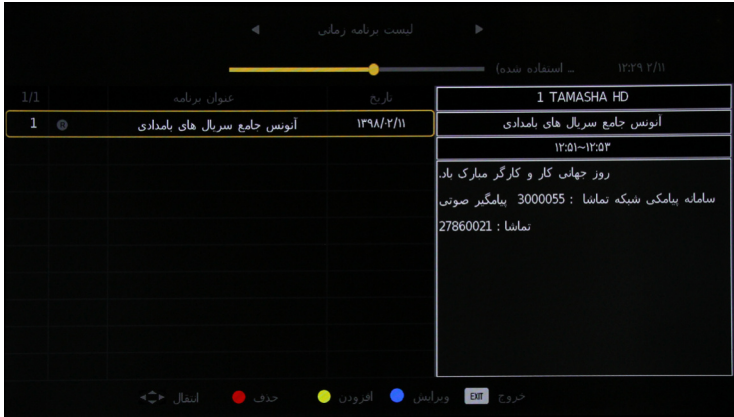 لیست برنامه زمانی
... استفاده شده) ۱۲:۲۹ ۲/۱۱
1/1 عنوان برنامه تاریخ
1 آنونس جامع سریال های بامدادی ۱۳۹۸/۰۲/۱۱
1 TAMASHA HD
آنونس جامع سریال های بامدادی
۱۲:۵۱~۱۲:۵۳
روز جهانی کار و کارگر مبارک باد.
سامانه پیامکی شبکه تماشا : 3000055 پیامگیر صوتی
تماشا : 27860021
انتقال حذف افزودن ویرایش EXIT خروج